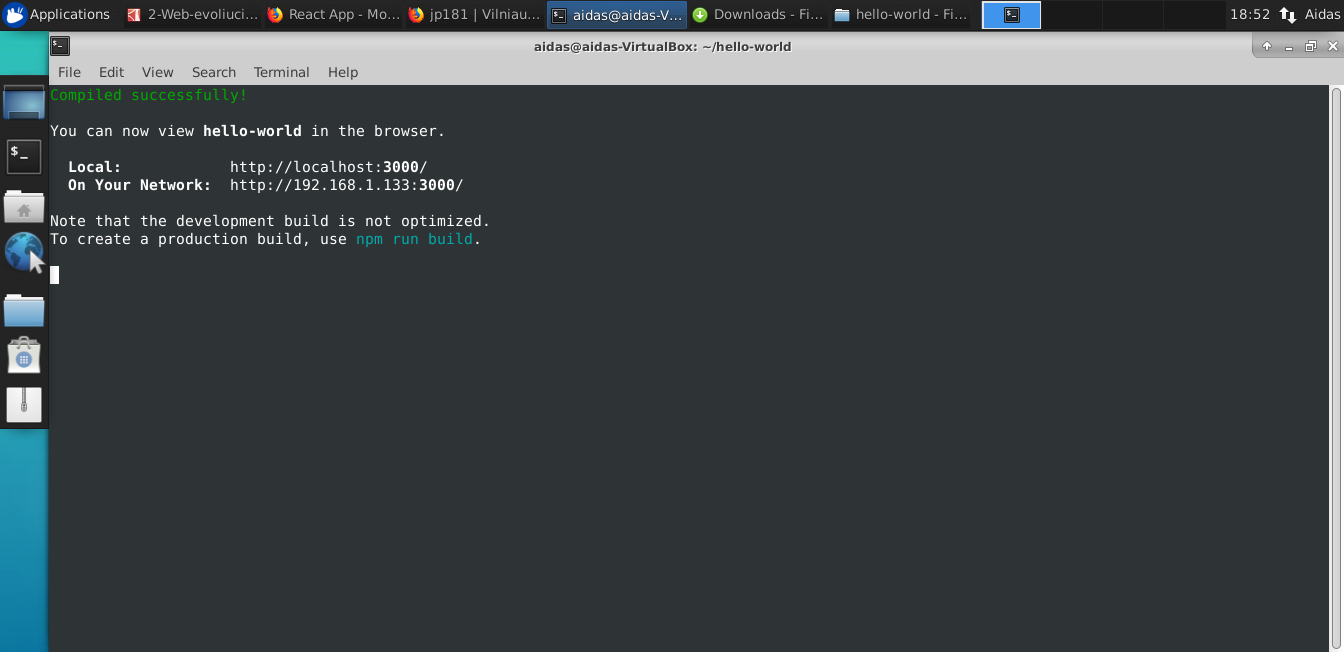 Applications 2-Web-evoliuci... React App - Mo... jp181 | Vilniau... aidas@aidas-V... Downloads - Fi... hello-world - Fi... 18:52 Aidas
aidas@aidas-VirtualBox: ~/hello-world
File Edit View Search Terminal Help
Compiled successfully!
You can now view hello-world in the browser.
Local: http://localhost:3000/
On Your Network: http://192.168.1.133:3000/
Note that the development build is not optimized.
To create a production build, use npm run build.
$_